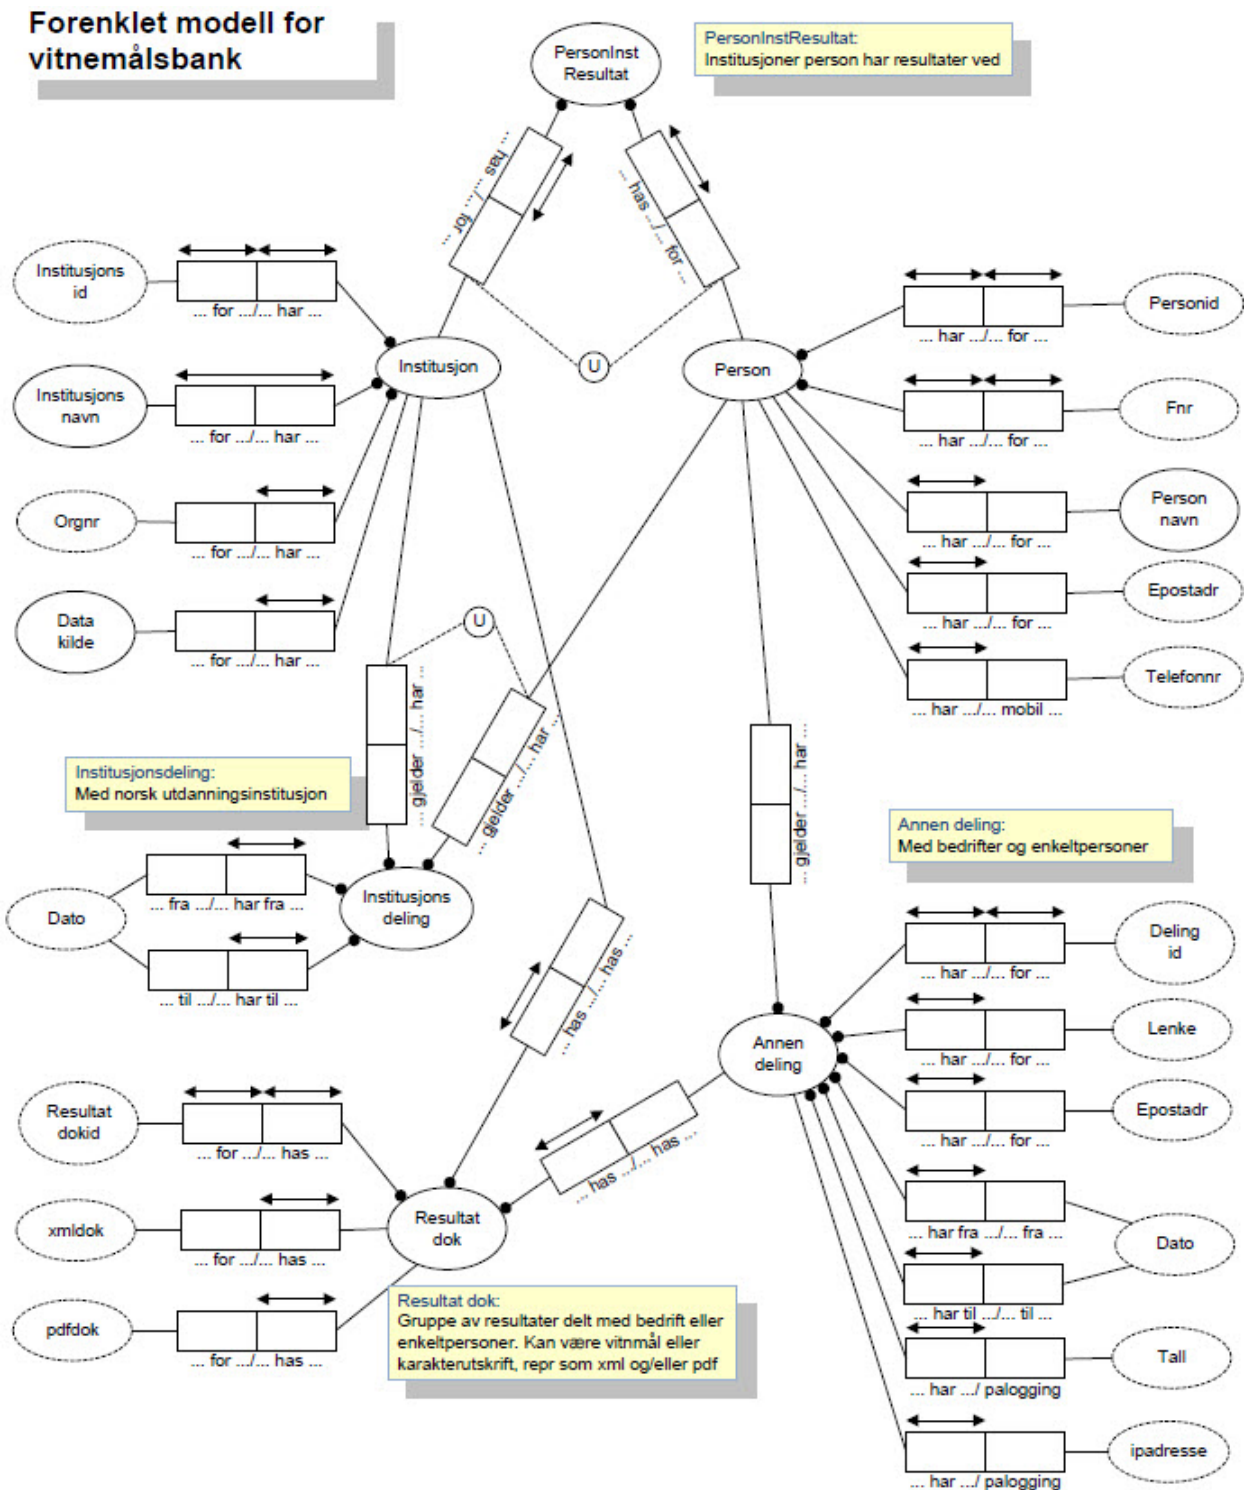 Forenklet modell for
vitnemålsbank
PersonInst
Resultat
PersonInstResultat:
Institusjoner person har resultater ved
... for .../... has ...
... has .../... for ...
Institusjons
id
... for .../... har ...
Institusjon
U
Person
... har .../... for ...
Personid
Institusjons
navn
... for .../... har ...
... har .../... for ...
Fnr
Orgnr
... for .../... har ...
... har .../... for ...
Person
navn
Data
kilde
... for .../... har ...
U
... har .../... for ...
Epostadr
... har .../... mobil ...
Telefonnr
... gjelder .../... har ...
... gjelder .../... har ...
... gjelder .../... har ...
Institusjonsdeling:
Med norsk utdanningsinstitusjon
Annen deling:
Med bedrifter og enkeltpersoner
Dato
... fra .../... har fra ...
... til .../... har til ...
Institusjons
deling
... has .../... has ...
... har .../... for ...
Deling
id
Annen
deling
... har .../... for ...
Lenke
... har .../... for ...
Epostadr
Resultat
dokid
... for .../... has ...
... has .../... has ...
xmldok
... for .../... has ...
Resultat
dok
... har fra .../... fra ...
Dato
... har til .../... til ...
pdfdok
... for .../... has ...
Resultat dok:
Gruppe av resultater delt med bedrift eller
enkeltpersoner. Kan være vitnmål eller
karakterutskrift, repr som xml og/eller pdf
... har .../ palogging
Tall
... har .../ palogging
ipadresse